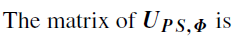 The matrix of U_{PS,Φ} is